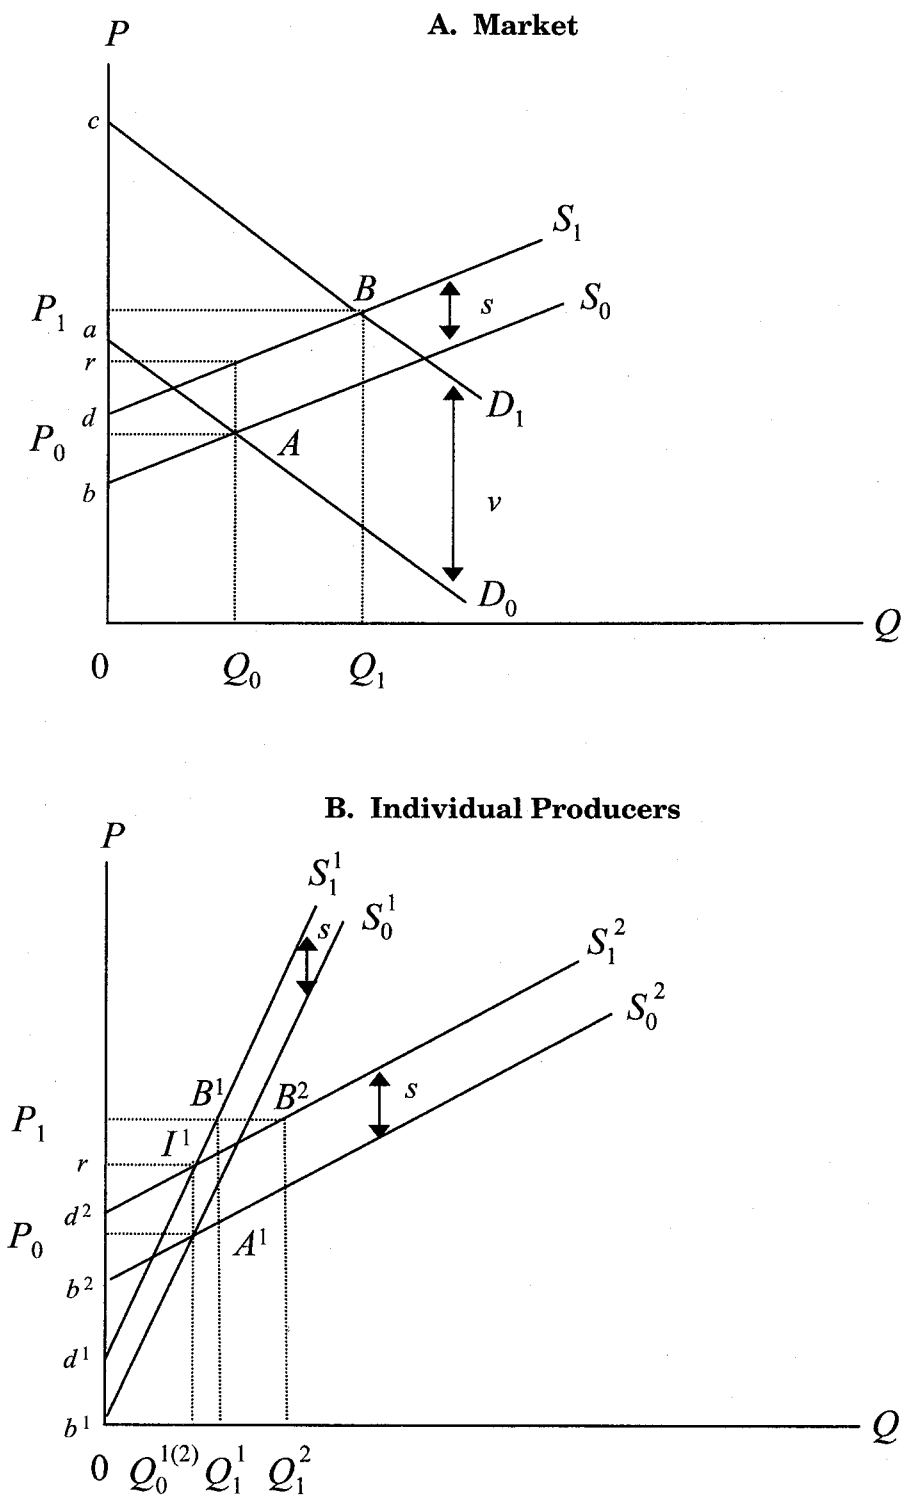 A. Market
P
c
S₁
B
S₀
P₁
s
a
r
d
D₁
P₀
A
b
v
D₀
Q
0 Q₀ Q₁
B. Individual Producers
P
S₁¹
S₀¹
s
S₁²
S₀²
B¹ B²
s
P₁
I¹
r
d²
P₀
A¹
b²
d¹
b¹
Q
0 Q₀¹⁽²⁾ Q₁¹ Q₁²